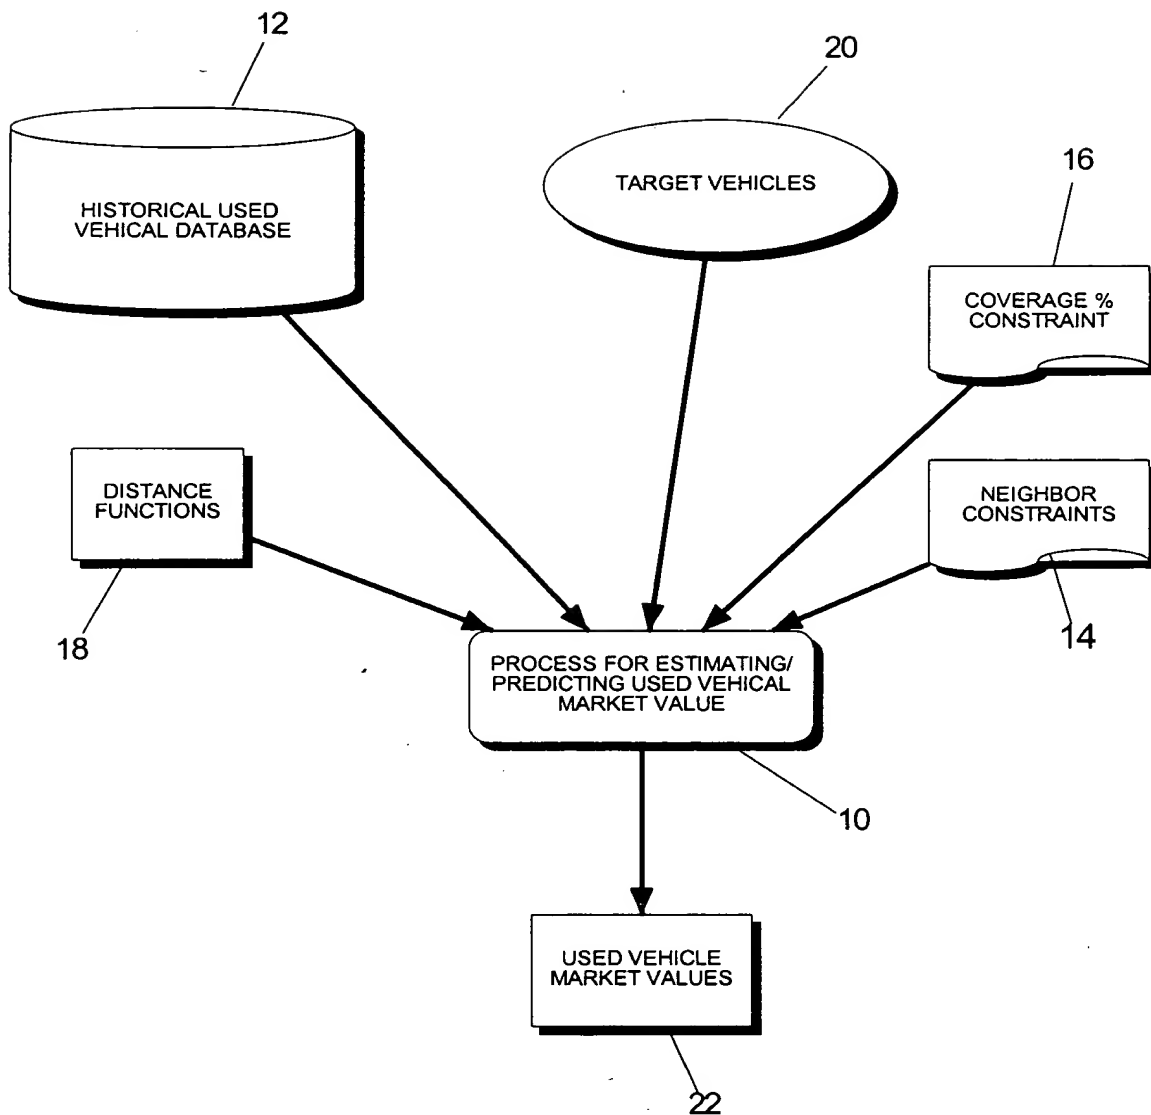 12
20
HISTORICAL USED
VEHICAL DATABASE
TARGET VEHICLES
16
COVERAGE %
CONSTRAINT
DISTANCE
FUNCTIONS
18
NEIGHBOR
CONSTRAINTS
14
PROCESS FOR ESTIMATING/
PREDICTING USED VEHICAL
MARKET VALUE
10
USED VEHICLE
MARKET VALUES
22